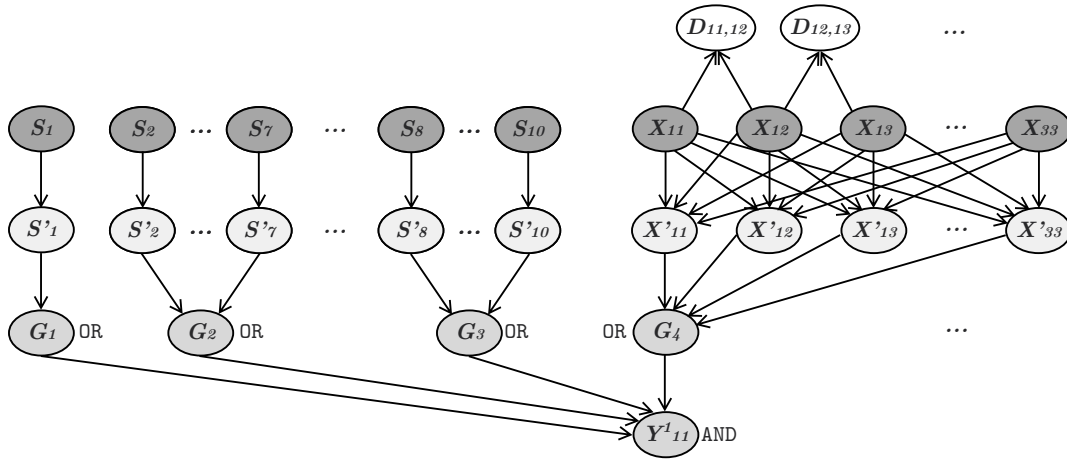 D11,12 D12,13 ...
S1 S2 ... S7 ... S8 ... S10 X11 X12 X13 ... X33
S'1 S'2 ... S'7 ... S'8 ... S'10 X'11 X'12 X'13 ... X'33
G1 OR G2 OR G3 OR OR G4 ...
Y¹11 AND